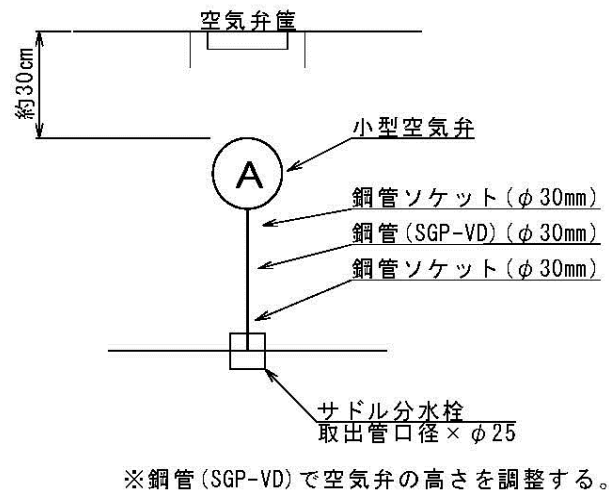 空気弁筐
約30cm
小型空気弁
A
鋼管ソケット(φ30mm)
鋼管(SGP-VD)(φ30mm)
鋼管ソケット(φ30mm)
サドル分水栓
取出管口径×φ25
※鋼管(SGP-VD)で空気弁の高さを調整する。